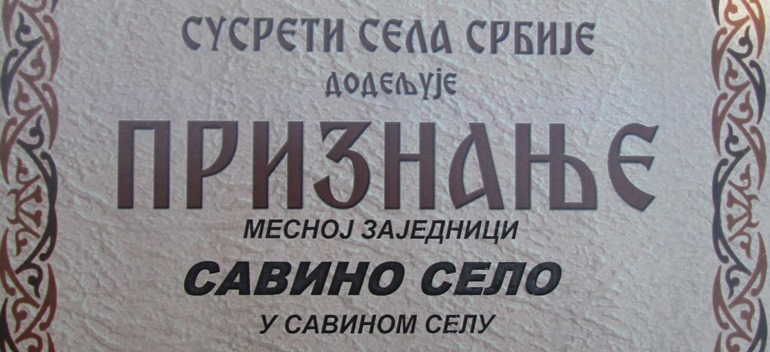 СУСРЕТИ СЕЛА СРБИЈЕ
ДОДЕЉУЈЕ
ПРИЗНАЊЕ
МЕСНОЈ ЗАЈЕДНИЦИ
САВИНО СЕЛО
У САВИНОМ СЕЛУ